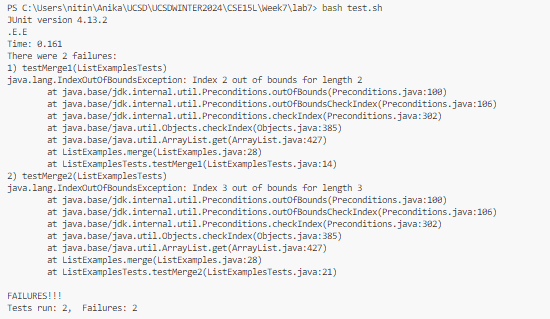 PS C:\Users\nitin\Anika\UCSD\UCSDWINTER2024\CSE15L\Week7\lab7> bash test.sh
JUnit version 4.13.2
.E.E
Time: 0.161
There were 2 failures:
1) testMerge1(ListExamplesTests)
java.lang.IndexOutOfBoundsException: Index 2 out of bounds for length 2
        at java.base/jdk.internal.util.Preconditions.outOfBounds(Preconditions.java:100)
        at java.base/jdk.internal.util.Preconditions.outOfBoundsCheckIndex(Preconditions.java:106)
        at java.base/jdk.internal.util.Preconditions.checkIndex(Preconditions.java:302)
        at java.base/java.util.Objects.checkIndex(Objects.java:385)
        at java.base/java.util.ArrayList.get(ArrayList.java:427)
        at ListExamples.merge(ListExamples.java:28)
        at ListExamplesTests.testMerge1(ListExamplesTests.java:14)
2) testMerge2(ListExamplesTests)
java.lang.IndexOutOfBoundsException: Index 3 out of bounds for length 3
        at java.base/jdk.internal.util.Preconditions.outOfBounds(Preconditions.java:100)
        at java.base/jdk.internal.util.Preconditions.outOfBoundsCheckIndex(Preconditions.java:106)
        at java.base/jdk.internal.util.Preconditions.checkIndex(Preconditions.java:302)
        at java.base/java.util.Objects.checkIndex(Objects.java:385)
        at java.base/java.util.ArrayList.get(ArrayList.java:427)
        at ListExamples.merge(ListExamples.java:28)
        at ListExamplesTests.testMerge2(ListExamplesTests.java:21)
FAILURES!!!
Tests run: 2,  Failures: 2